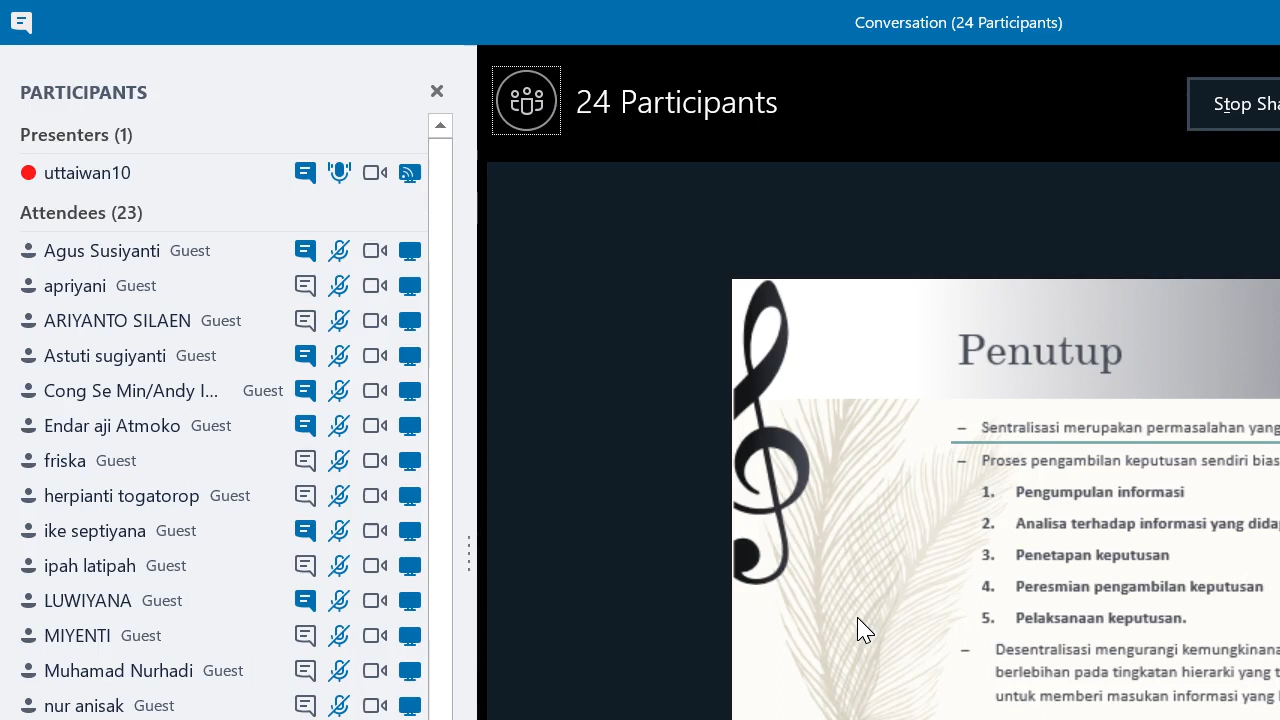 Conversation (24 Participants)
PARTICIPANTS
Presenters (1)
uttaiwan10
Attendees (23)
Agus Susiyanti Guest
apriyani Guest
ARIYANTO SILAEN Guest
Astuti sugiyanti Guest
Cong Se Min/Andy I... Guest
Endar aji Atmoko Guest
friska Guest
herpianti togatorop Guest
ike septiyana Guest
ipah latipah Guest
LUWIYANA Guest
MIYENTI Guest
Muhamad Nurhadi Guest
nur anisak Guest
24 Participants
Stop Sha
Penutup
– Sentralisasi merupakan permasalahan yang
– Proses pengambilan keputusan sendiri bias
1. Pengumpulan informasi
2. Analisa terhadap informasi yang didap
3. Penetapan keputusan
4. Peresmian pengambilan keputusan
5. Pelaksanaan keputusan.
– Desentralisasi mengurangi kemungkinana
berlebihan pada tingkatan hierarki yang t
untuk memberi masukan informasi yang